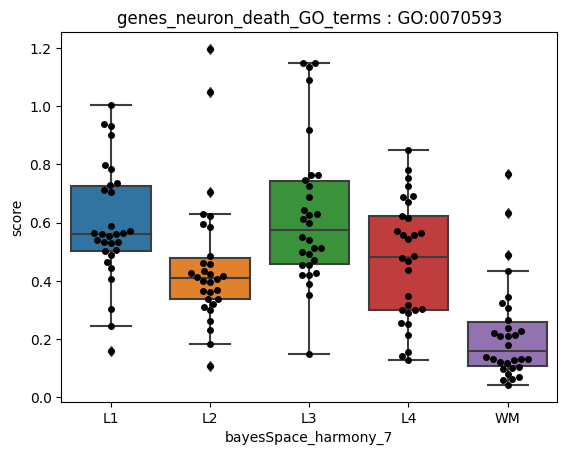 genes_neuron_death_GO_terms : GO:0070593
1.2
1.0
0.8
0.6
0.4
0.2
0.0
score
L1 L2 L3 L4 WM
bayesSpace_harmony_7